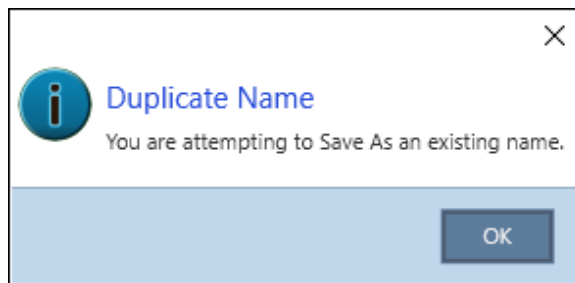 Duplicate Name
You are attempting to Save As an existing name.
OK